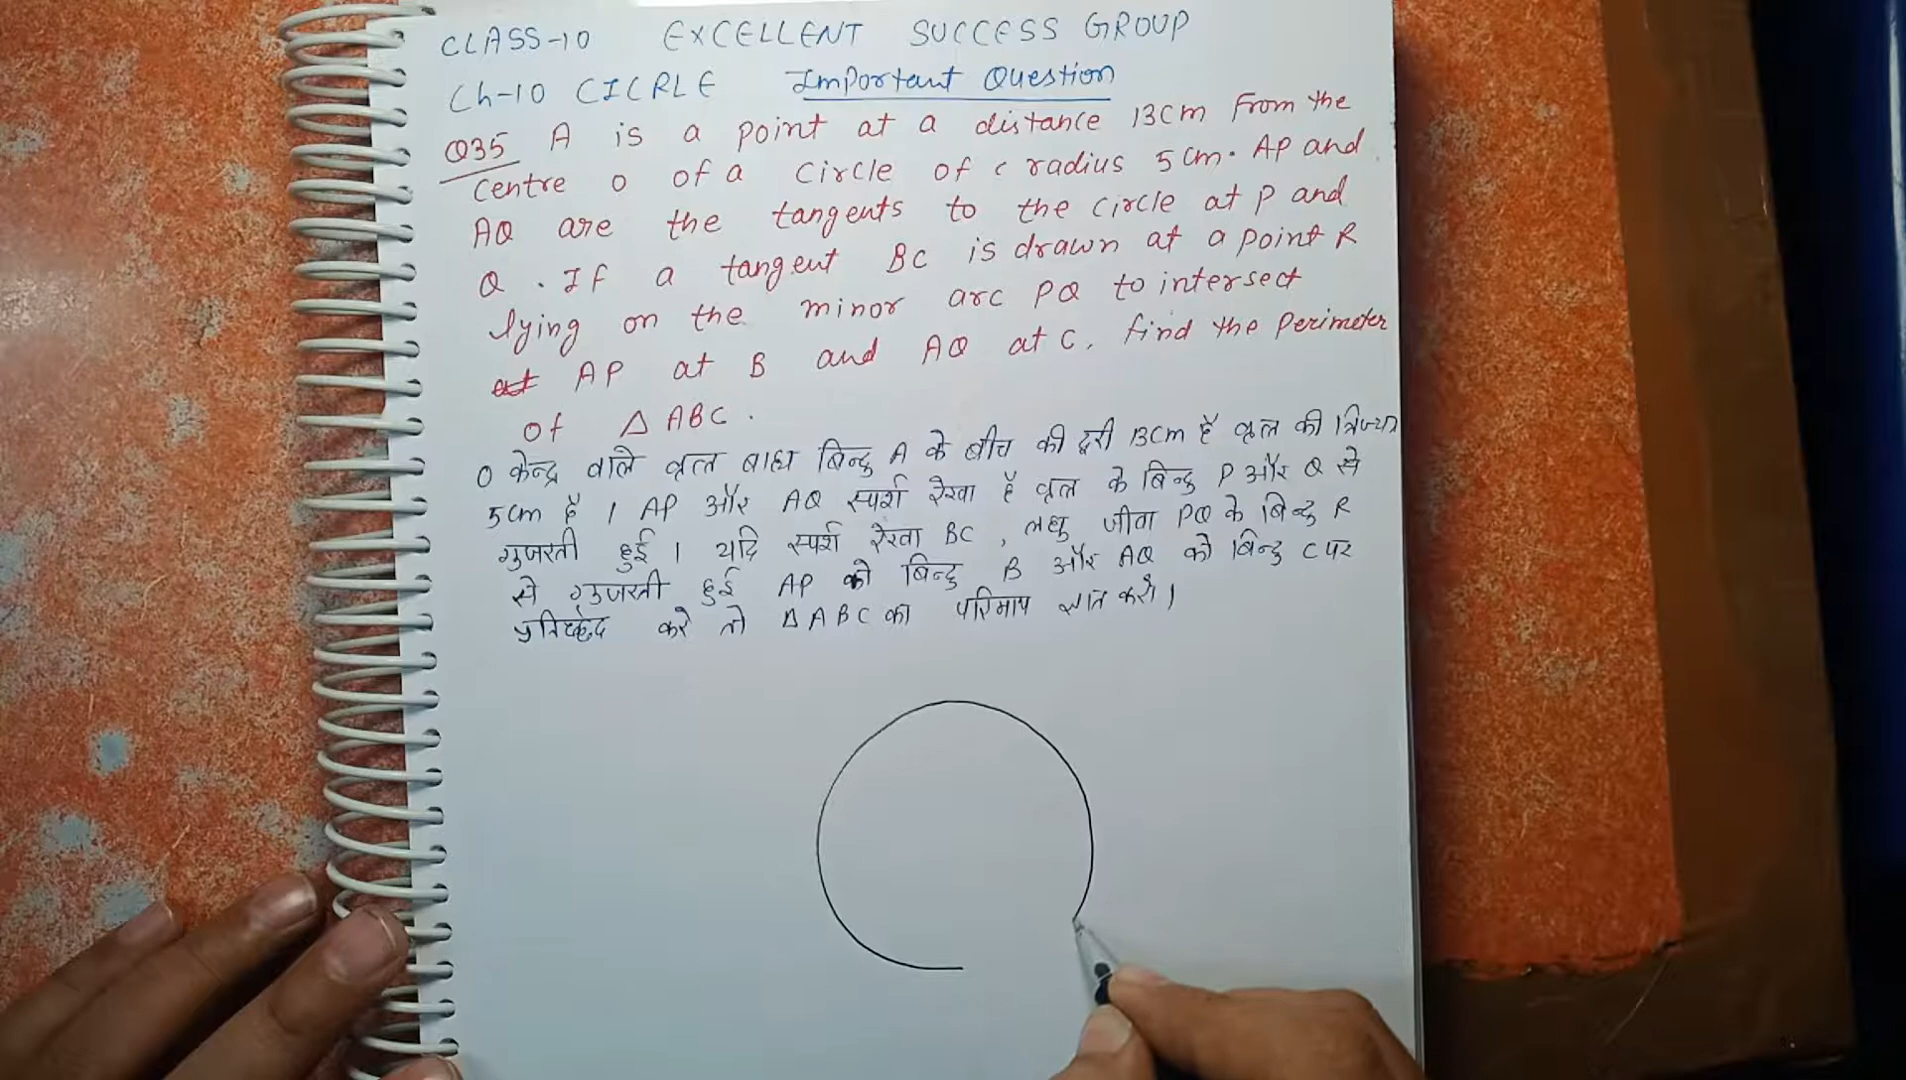 CLASS-10 EXCELLENT SUCCESS GROUP
Ch-10 CICRLE Important Question
Q35 A is a point at a distance 13cm From the
centre O of a circle of c radius 5cm. AP and
AQ are the tangents to the circle at P and
Q. If a tangent BC is drawn at a point R
lying on the minor arc PQ to intersect
at AP at B and AQ at C, find the Perimeter
of △ ABC.
O केन्द्र वाले वृत्त बाह्य बिन्दु A के बीच की दूरी 13cm है वृत्त की त्रिज्या
5cm है । AP और AQ स्पर्श रेखा है वृत्त के बिन्दु P और Q से
गुजरती हुई । यदि स्पर्श रेखा BC, लघु जीवा PQ के बिन्दु R
से गुजरती हुई AP को बिन्दु B और AQ को बिन्दु C पर
प्रतिच्छेद करे तो △ABC का परिमाप ज्ञात करो।